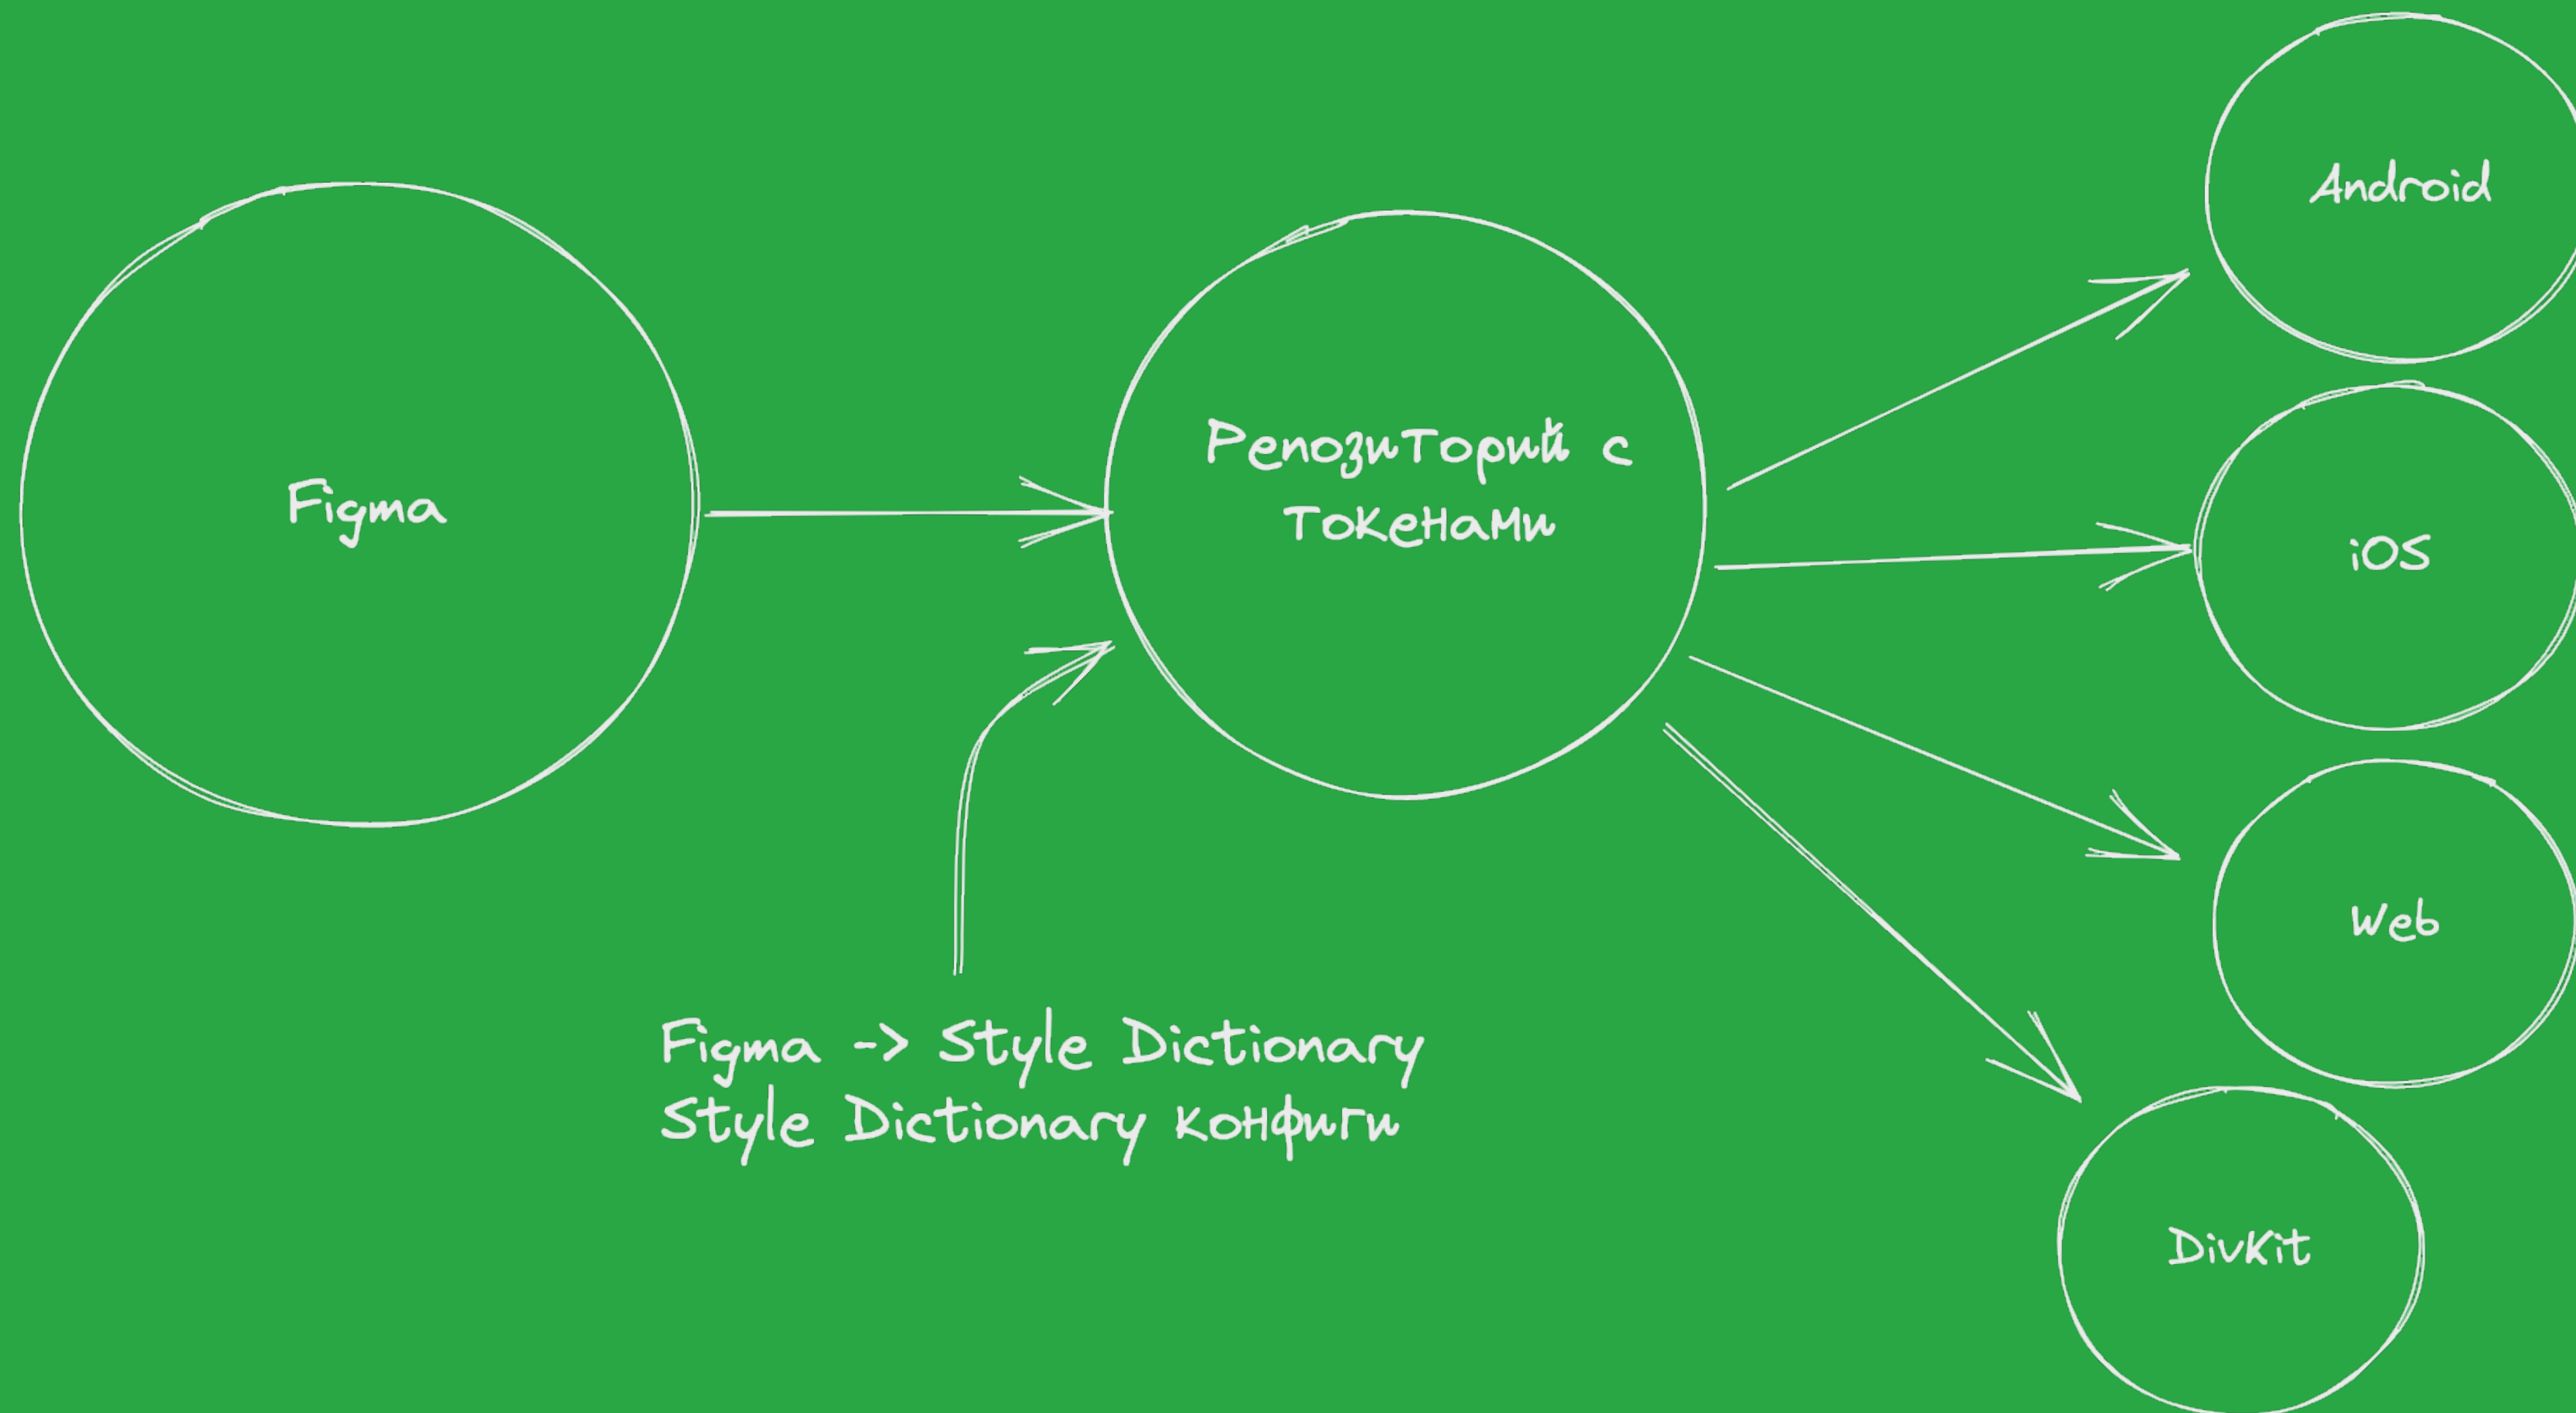 Figma
Репозиторий с
токенами
Android
iOS
Web
DivKit
Figma -> Style Dictionary
Style Dictionary конфиги